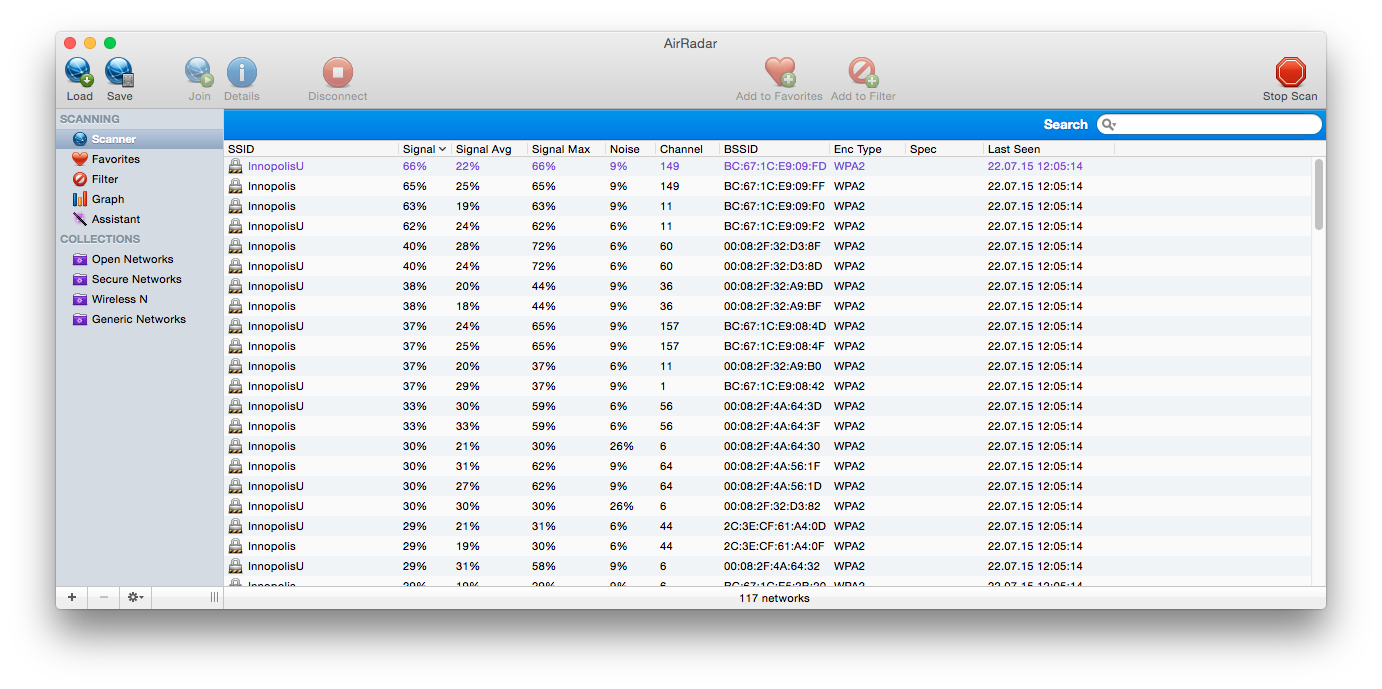 AirRadar
Load Save Join Details Disconnect Add to Favorites Add to Filter Stop Scan
SCANNING
Scanner
Favorites
Filter
Graph
Assistant
COLLECTIONS
Open Networks
Secure Networks
Wireless N
Generic Networks
Search
SSID Signal Signal Avg Signal Max Noise Channel BSSID Enc Type Spec Last Seen
InnopolisU 66% 22% 66% 9% 149 BC:67:1C:E9:09:FD WPA2 22.07.15 12:05:14
Innopolis 65% 25% 65% 9% 149 BC:67:1C:E9:09:FF WPA2 22.07.15 12:05:14
Innopolis 63% 19% 63% 9% 11 BC:67:1C:E9:09:F0 WPA2 22.07.15 12:05:14
InnopolisU 62% 24% 62% 6% 11 BC:67:1C:E9:09:F2 WPA2 22.07.15 12:05:14
Innopolis 40% 28% 72% 6% 60 00:08:2F:32:D3:8F WPA2 22.07.15 12:05:14
InnopolisU 40% 24% 72% 6% 60 00:08:2F:32:D3:8D WPA2 22.07.15 12:05:14
InnopolisU 38% 20% 44% 9% 36 00:08:2F:32:A9:BD WPA2 22.07.15 12:05:14
Innopolis 38% 18% 44% 9% 36 00:08:2F:32:A9:BF WPA2 22.07.15 12:05:14
InnopolisU 37% 24% 65% 9% 157 BC:67:1C:E9:08:4D WPA2 22.07.15 12:05:14
Innopolis 37% 25% 65% 9% 157 BC:67:1C:E9:08:4F WPA2 22.07.15 12:05:14
Innopolis 37% 20% 37% 6% 11 00:08:2F:32:A9:B0 WPA2 22.07.15 12:05:14
InnopolisU 37% 29% 37% 9% 1 BC:67:1C:E9:08:42 WPA2 22.07.15 12:05:14
InnopolisU 33% 30% 59% 6% 56 00:08:2F:4A:64:3D WPA2 22.07.15 12:05:14
Innopolis 33% 33% 59% 6% 56 00:08:2F:4A:64:3F WPA2 22.07.15 12:05:14
Innopolis 30% 21% 30% 26% 6 00:08:2F:4A:64:30 WPA2 22.07.15 12:05:14
Innopolis 30% 31% 62% 9% 64 00:08:2F:4A:56:1F WPA2 22.07.15 12:05:14
InnopolisU 30% 27% 62% 9% 64 00:08:2F:4A:56:1D WPA2 22.07.15 12:05:14
InnopolisU 30% 30% 30% 26% 6 00:08:2F:32:D3:82 WPA2 22.07.15 12:05:14
InnopolisU 29% 21% 31% 6% 44 2C:3E:CF:61:A4:0D WPA2 22.07.15 12:05:14
Innopolis 29% 19% 30% 6% 44 2C:3E:CF:61:A4:0F WPA2 22.07.15 12:05:14
InnopolisU 29% 31% 58% 9% 6 00:08:2F:4A:64:32 WPA2 22.07.15 12:05:14
117 networks